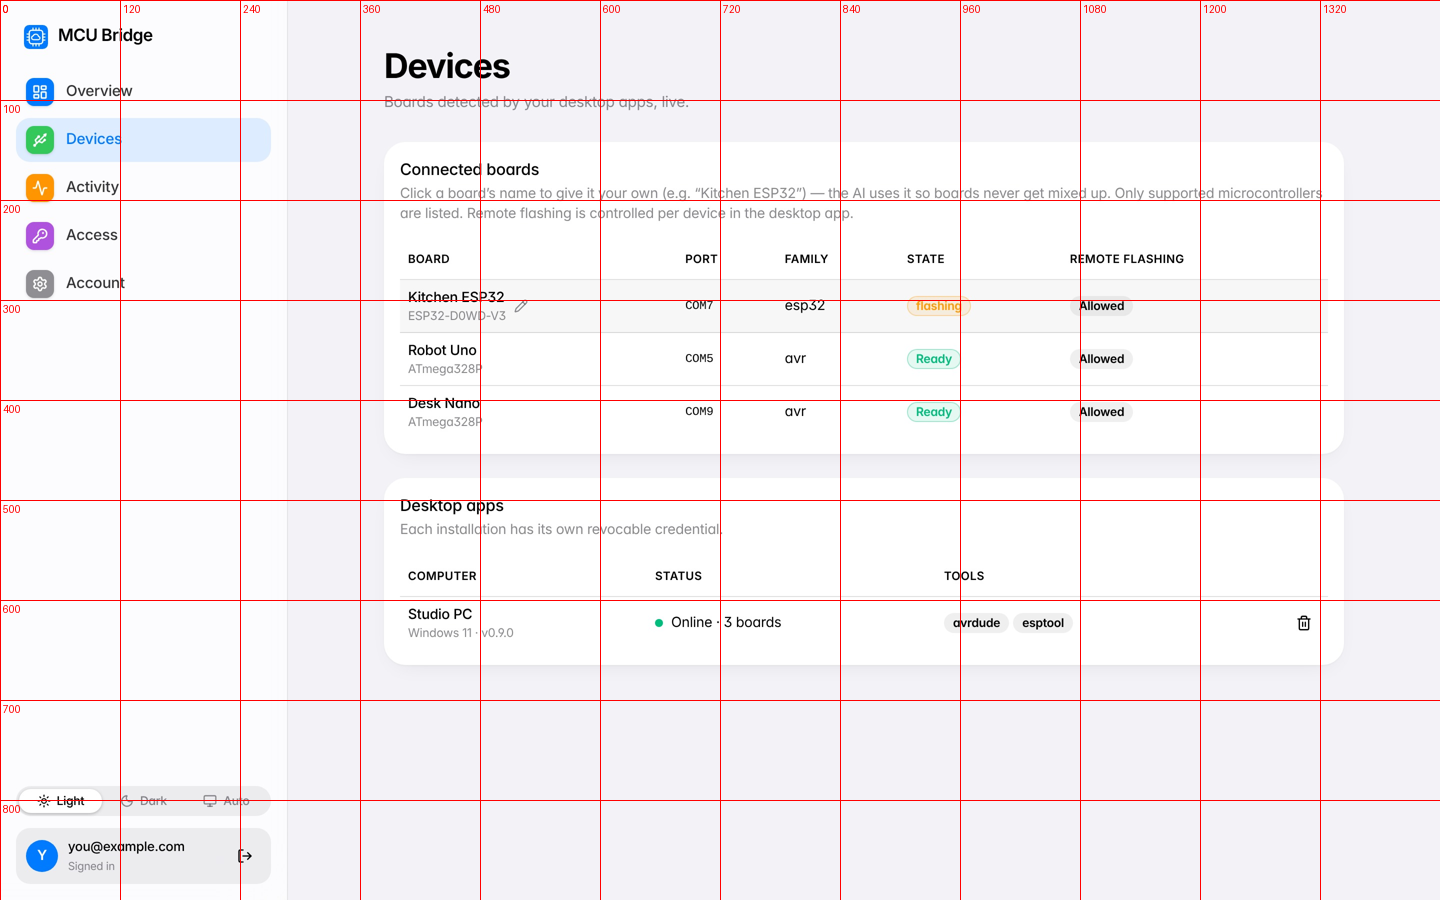 0
120
240
360
480
600
720
840
960
1080
1200
1320
100
200
300
400
500
600
700
800
MCU Bridge
Overview
Devices
Activity
Access
Account
Light
Dark
Auto
Y
you@example.com
Signed in
Devices
Boards detected by your desktop apps, live.
Connected boards
Click a board's name to give it your own (e.g. “Kitchen ESP32”) — the AI uses it so boards never get mixed up. Only supported microcontrollers
are listed. Remote flashing is controlled per device in the desktop app.
BOARD PORT FAMILY STATE REMOTE FLASHING
Kitchen ESP32
ESP32-D0WD-V3
COM7 esp32 flashing Allowed
Robot Uno
ATmega328P
COM5 avr Ready Allowed
Desk Nano
ATmega328P
COM9 avr Ready Allowed
Desktop apps
Each installation has its own revocable credential.
COMPUTER STATUS TOOLS
Studio PC
Windows 11 · v0.9.0
Online · 3 boards avrdude esptool